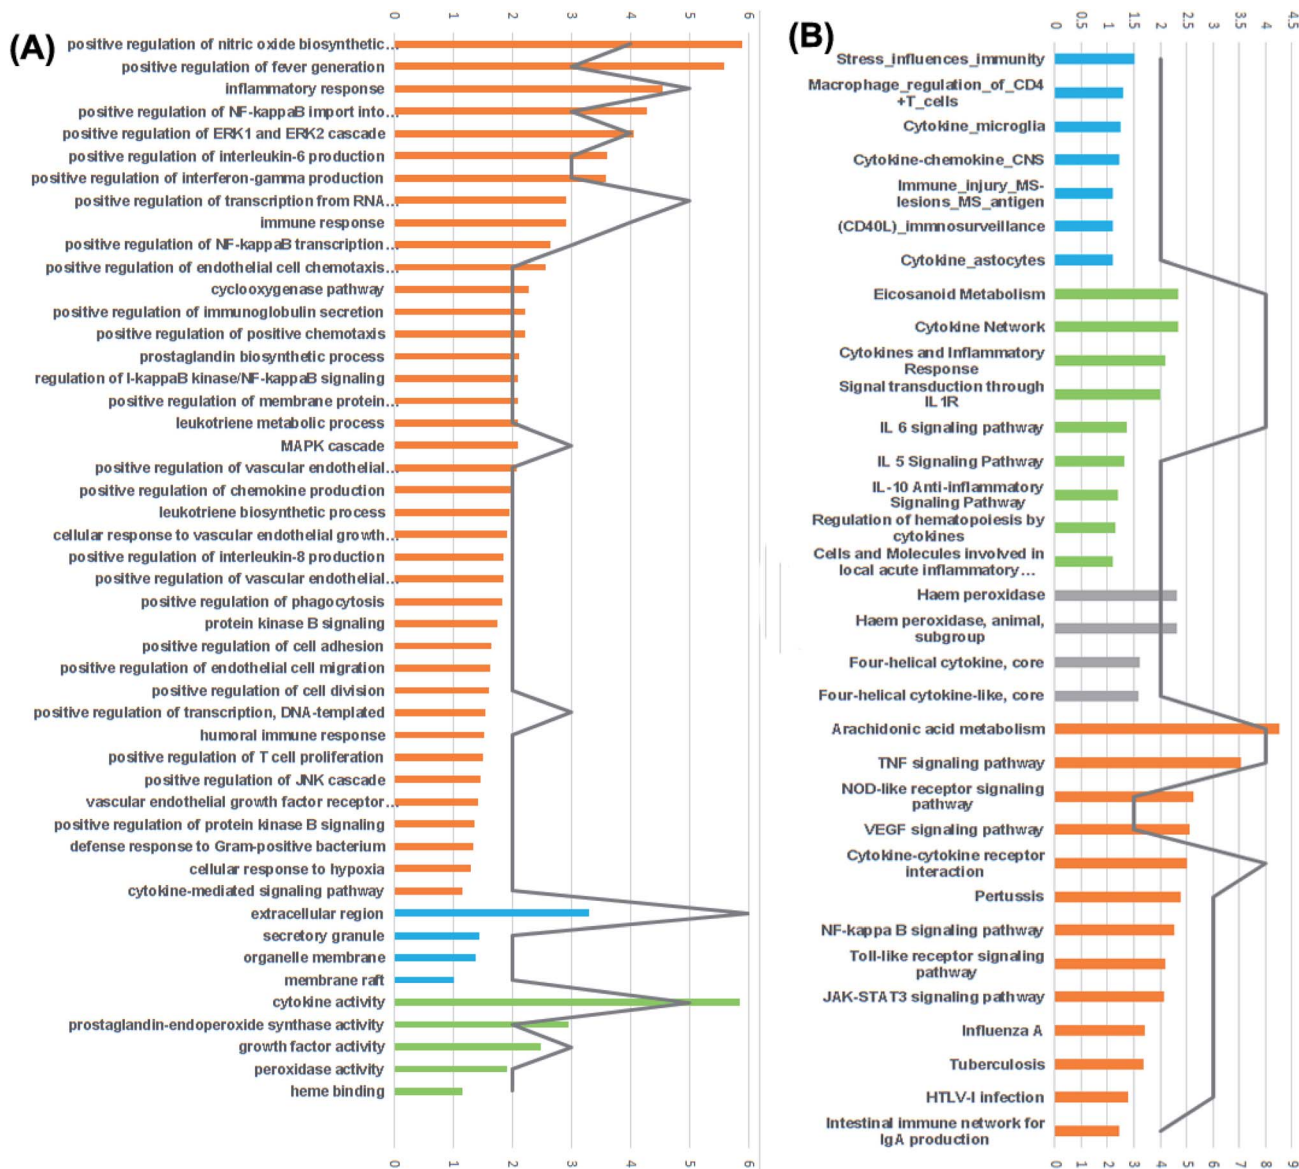 (A)
0 1 2 3 4 5 6
positive regulation of nitric oxide biosynthetic...
positive regulation of fever generation
inflammatory response
positive regulation of NF-kappaB import into...
positive regulation of ERK1 and ERK2 cascade
positive regulation of interleukin-6 production
positive regulation of interferon-gamma production
positive regulation of transcription from RNA...
immune response
positive regulation of NF-kappaB transcription...
positive regulation of endothelial cell chemotaxis...
cyclooxygenase pathway
positive regulation of immunoglobulin secretion
positive regulation of positive chemotaxis
prostaglandin biosynthetic process
regulation of I-kappaB kinase/NF-kappaB signaling
positive regulation of membrane protein...
leukotriene metabolic process
MAPK cascade
positive regulation of vascular endothelial...
positive regulation of chemokine production
leukotriene biosynthetic process
cellular response to vascular endothelial growth...
positive regulation of interleukin-8 production
positive regulation of vascular endothelial...
positive regulation of phagocytosis
protein kinase B signaling
positive regulation of cell adhesion
positive regulation of endothelial cell migration
positive regulation of cell division
positive regulation of transcription, DNA-templated
humoral immune response
positive regulation of T cell proliferation
positive regulation of JNK cascade
vascular endothelial growth factor receptor...
positive regulation of protein kinase B signaling
defense response to Gram-positive bacterium
cellular response to hypoxia
cytokine-mediated signaling pathway
extracellular region
secretory granule
organelle membrane
membrane raft
cytokine activity
prostaglandin-endoperoxide synthase activity
growth factor activity
peroxidase activity
heme binding
0 1 2 3 4 5 6
(B)
0 0.5 1 1.5 2 2.5 3 3.5 4 4.5
Stress_influences_immunity
Macrophage_regulation_of_CD4
+T_cells
Cytokine_microglia
Cytokine-chemokine_CNS
Immune_injury_MS-
lesions_MS_antigen
(CD40L)_immnosurveillance
Cytokine_astocytes
Eicosanoid Metabolism
Cytokine Network
Cytokines and Inflammatory
Response
Signal transduction through
IL1R
IL 6 signaling pathway
IL 5 Signaling Pathway
IL-10 Anti-inflammatory
Signaling Pathway
Regulation of hematopoiesis by
cytokines
Cells and Molecules involved in
local acute inflammatory...
Haem peroxidase
Haem peroxidase, animal,
subgroup
Four-helical cytokine, core
Four-helical cytokine-like, core
Arachidonic acid metabolism
TNF signaling pathway
NOD-like receptor signaling
pathway
VEGF signaling pathway
Cytokine-cytokine receptor
interaction
Pertussis
NF-kappa B signaling pathway
Toll-like receptor signaling
pathway
JAK-STAT3 signaling pathway
Influenza A
Tuberculosis
HTLV-I infection
Intestinal immune network for
IgA production
0 1 2 3 4 5 6 7 8 9